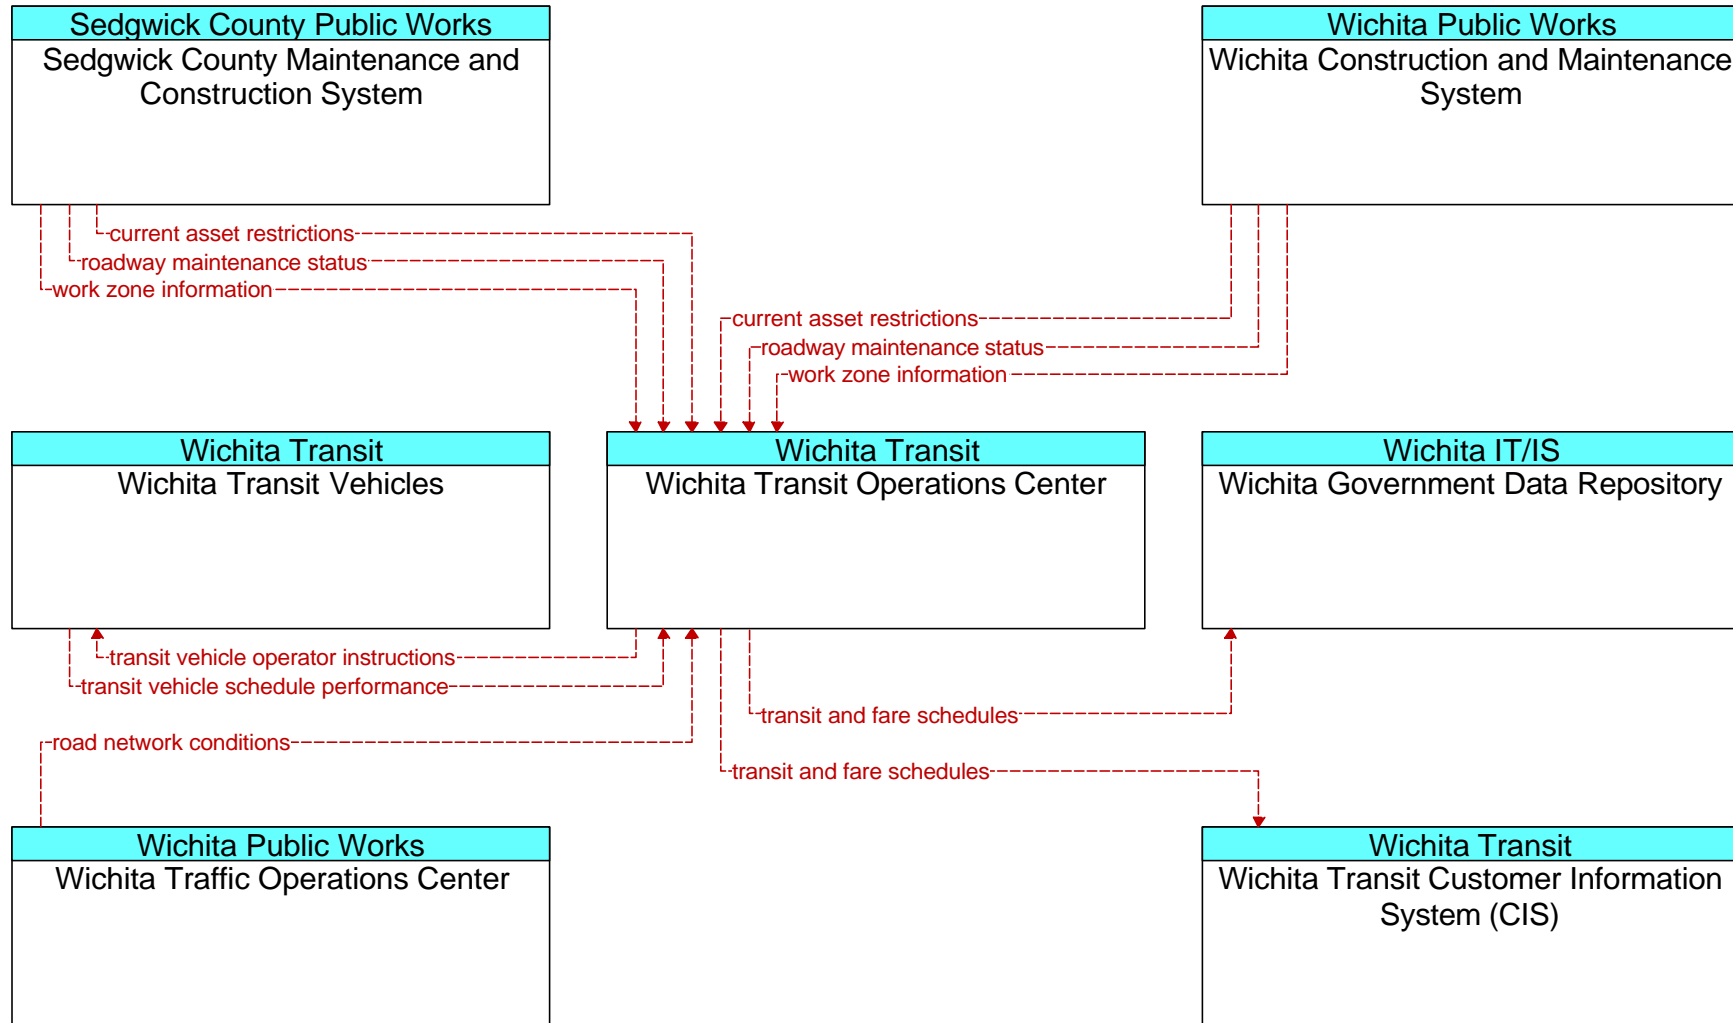 Sedgwick County Public Works
Sedgwick County Maintenance and
Construction System
Wichita Public Works
Wichita Construction and Maintenance
System
current asset restrictions
roadway maintenance status
work zone information
current asset restrictions
roadway maintenance status
work zone information
Wichita Transit
Wichita Transit Vehicles
Wichita Transit
Wichita Transit Operations Center
Wichita IT/IS
Wichita Government Data Repository
transit vehicle operator instructions
transit vehicle schedule performance
road network conditions
transit and fare schedules
transit and fare schedules
Wichita Public Works
Wichita Traffic Operations Center
Wichita Transit
Wichita Transit Customer Information
System (CIS)